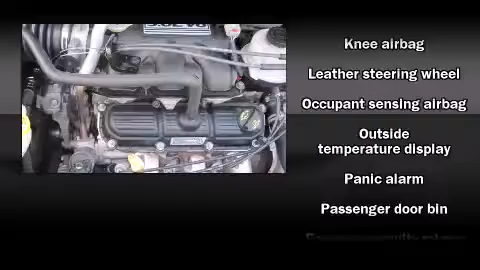 Knee airbag
Leather steering wheel
Occupant sensing airbag
Outside
temperature display
Panic alarm
Passenger door bin